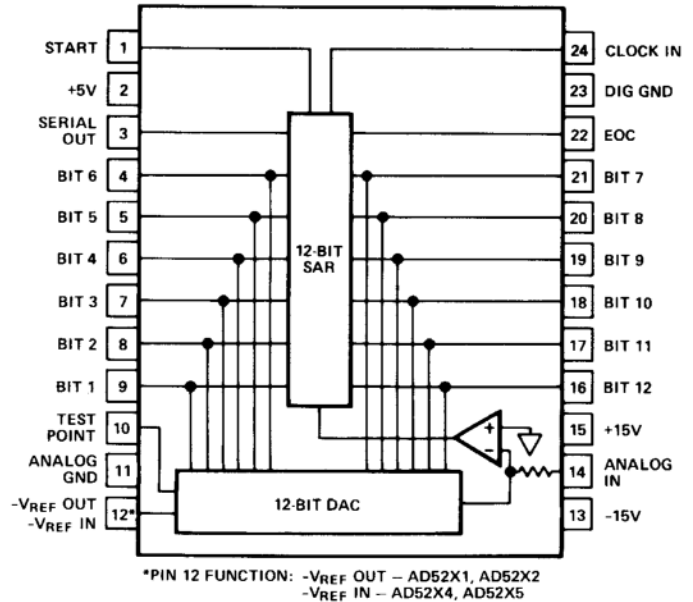 START 1
+5V 2
SERIAL
OUT 3
BIT 6 4
BIT 5 5
BIT 4 6
BIT 3 7
BIT 2 8
BIT 1 9
TEST
POINT 10
ANALOG
GND 11
-VREF OUT
-VREF IN 12*
12-BIT
SAR
12-BIT DAC
+
-
24 CLOCK IN
23 DIG GND
22 EOC
21 BIT 7
20 BIT 8
19 BIT 9
18 BIT 10
17 BIT 11
16 BIT 12
15 +15V
14 ANALOG
IN
13 -15V
*PIN 12 FUNCTION: -VREF OUT – AD52X1, AD52X2
-VREF IN – AD52X4, AD52X5